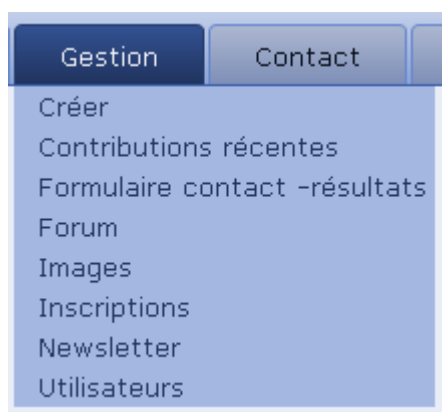 Gestion Contact
Créer
Contributions récentes
Formulaire contact -résultats
Forum
Images
Inscriptions
Newsletter
Utilisateurs